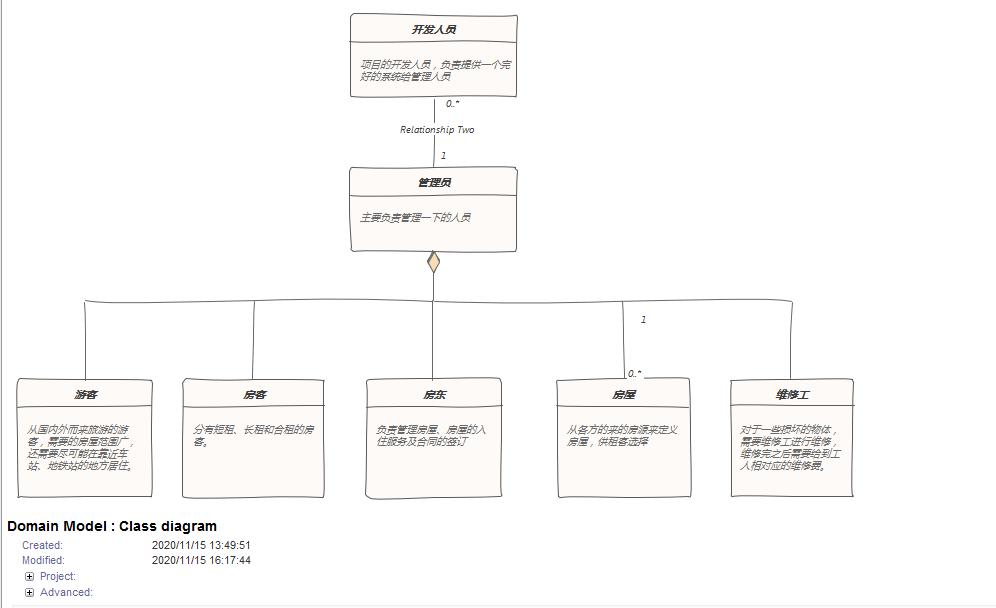 开发人员
项目的开发人员，负责提供一个完
好的系统给管理人员
0..*
Relationship Two
1
管理员
主要负责管理一下的人员
1
0..*
游客
从国内外而来旅游的游
客，需要的房屋范围广，
还需要尽可能在靠近车
站、地铁站的地方居住。
房客
分有短租、长租和合租的房
客。
房东
负责管理房屋、房屋的入
住服务及合同的签订
房屋
从各方的来的房源来定义
房屋，供租客选择
维修工
对于一些损坏的物体，
需要维修工进行维修，
维修完之后需要给到工
人相对应的维修费。
Domain Model : Class diagram
Created: 2020/11/15 13:49:51
Modified: 2020/11/15 16:17:44
Project:
Advanced: